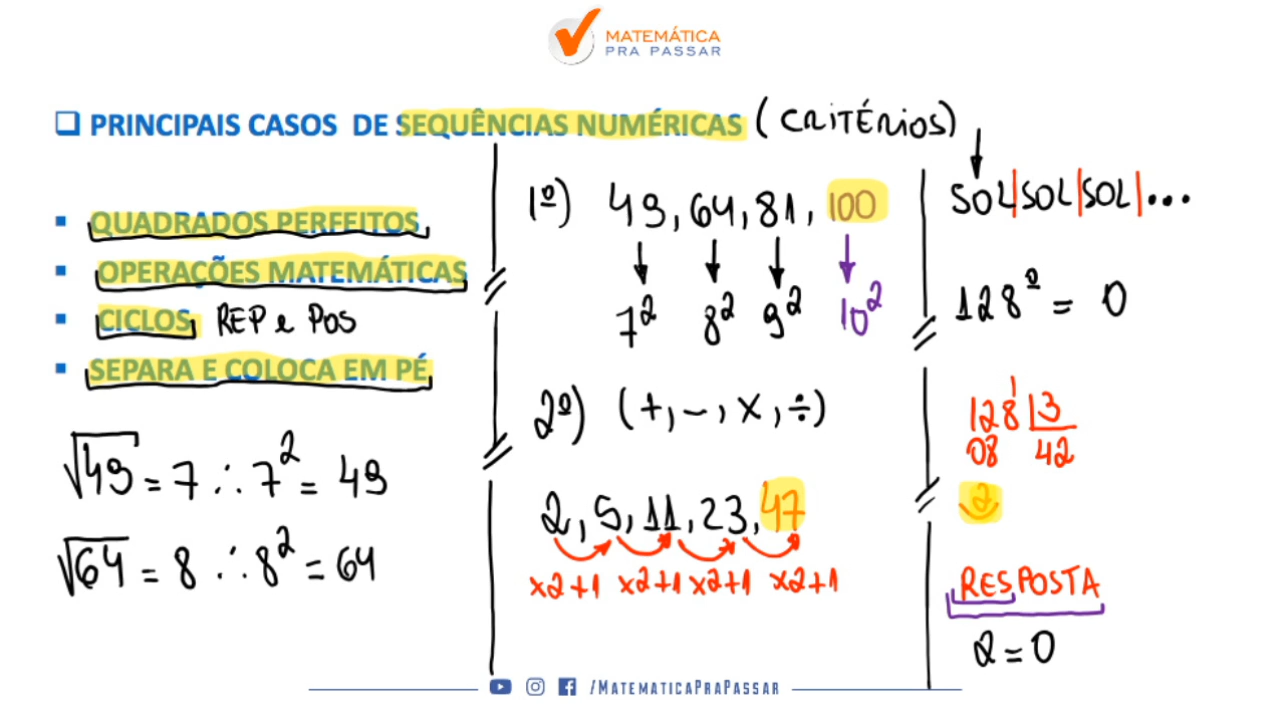 MATEMÁTICA
PRA PASSAR
PRINCIPAIS CASOS DE SEQUÊNCIAS NUMÉRICAS (CRITÉRIOS)
QUADRADOS PERFEITOS
OPERAÇÕES MATEMÁTICAS
CICLOS REP e POS
SEPARA E COLOCA EM PÉ
√49 = 7 ∴ 7² = 49
√64 = 8 ∴ 8² = 64
1º) 49, 64, 81, 100
7² 8² 9² 10²
2º) (+, -, x, ÷)
2, 5, 11, 23, 47
x2+1 x2+1 x2+1 x2+1
SOL|SOL|SOL|...
128º = 0
128 3
08 42
2
RESPOSTA
2 = 0
/MATEMATICAPRAPASSAR